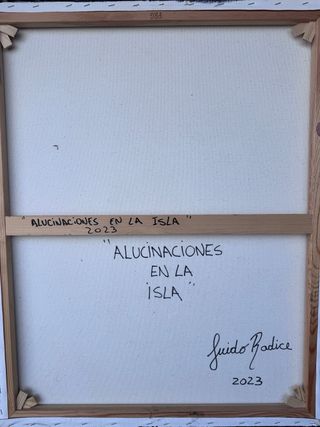 "ALUCINACIONES EN LA ISLA"
2023
"ALUCINACIONES
EN LA
ISLA"
Guido Radice
2023